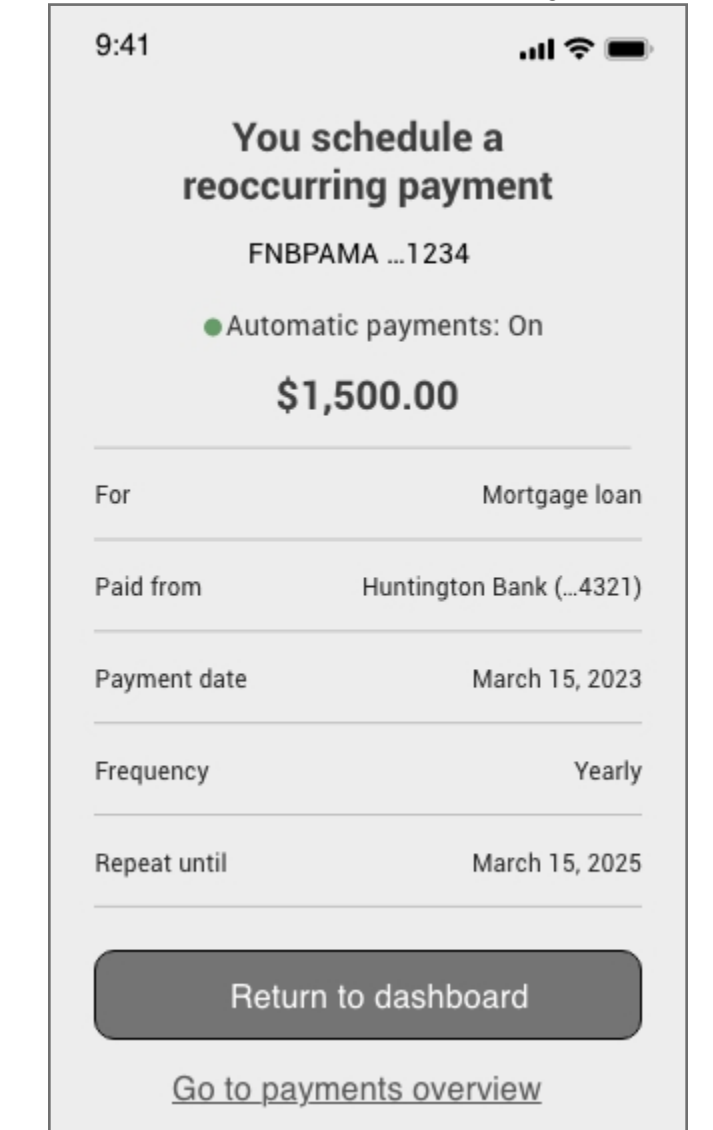 9:41
You schedule a
reoccurring payment
FNBPAMA ...1234
Automatic payments: On
$1,500.00
For Mortgage loan
Paid from Huntington Bank (...4321)
Payment date March 15, 2023
Frequency Yearly
Repeat until March 15, 2025
Return to dashboard
Go to payments overview